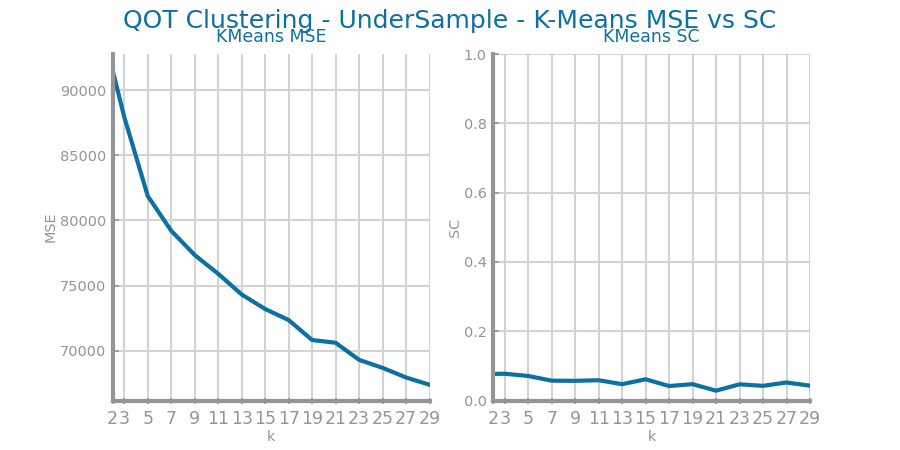 QOT Clustering - UnderSample - K-Means MSE vs SC
KMeans MSE
90000
85000
80000
75000
70000
MSE
2 3 5 7 9 11 13 15 17 19 21 23 25 27 29
k
KMeans SC
1.0
0.8
0.6
0.4
0.2
0.0
SC
2 3 5 7 9 11 13 15 17 19 21 23 25 27 29
k